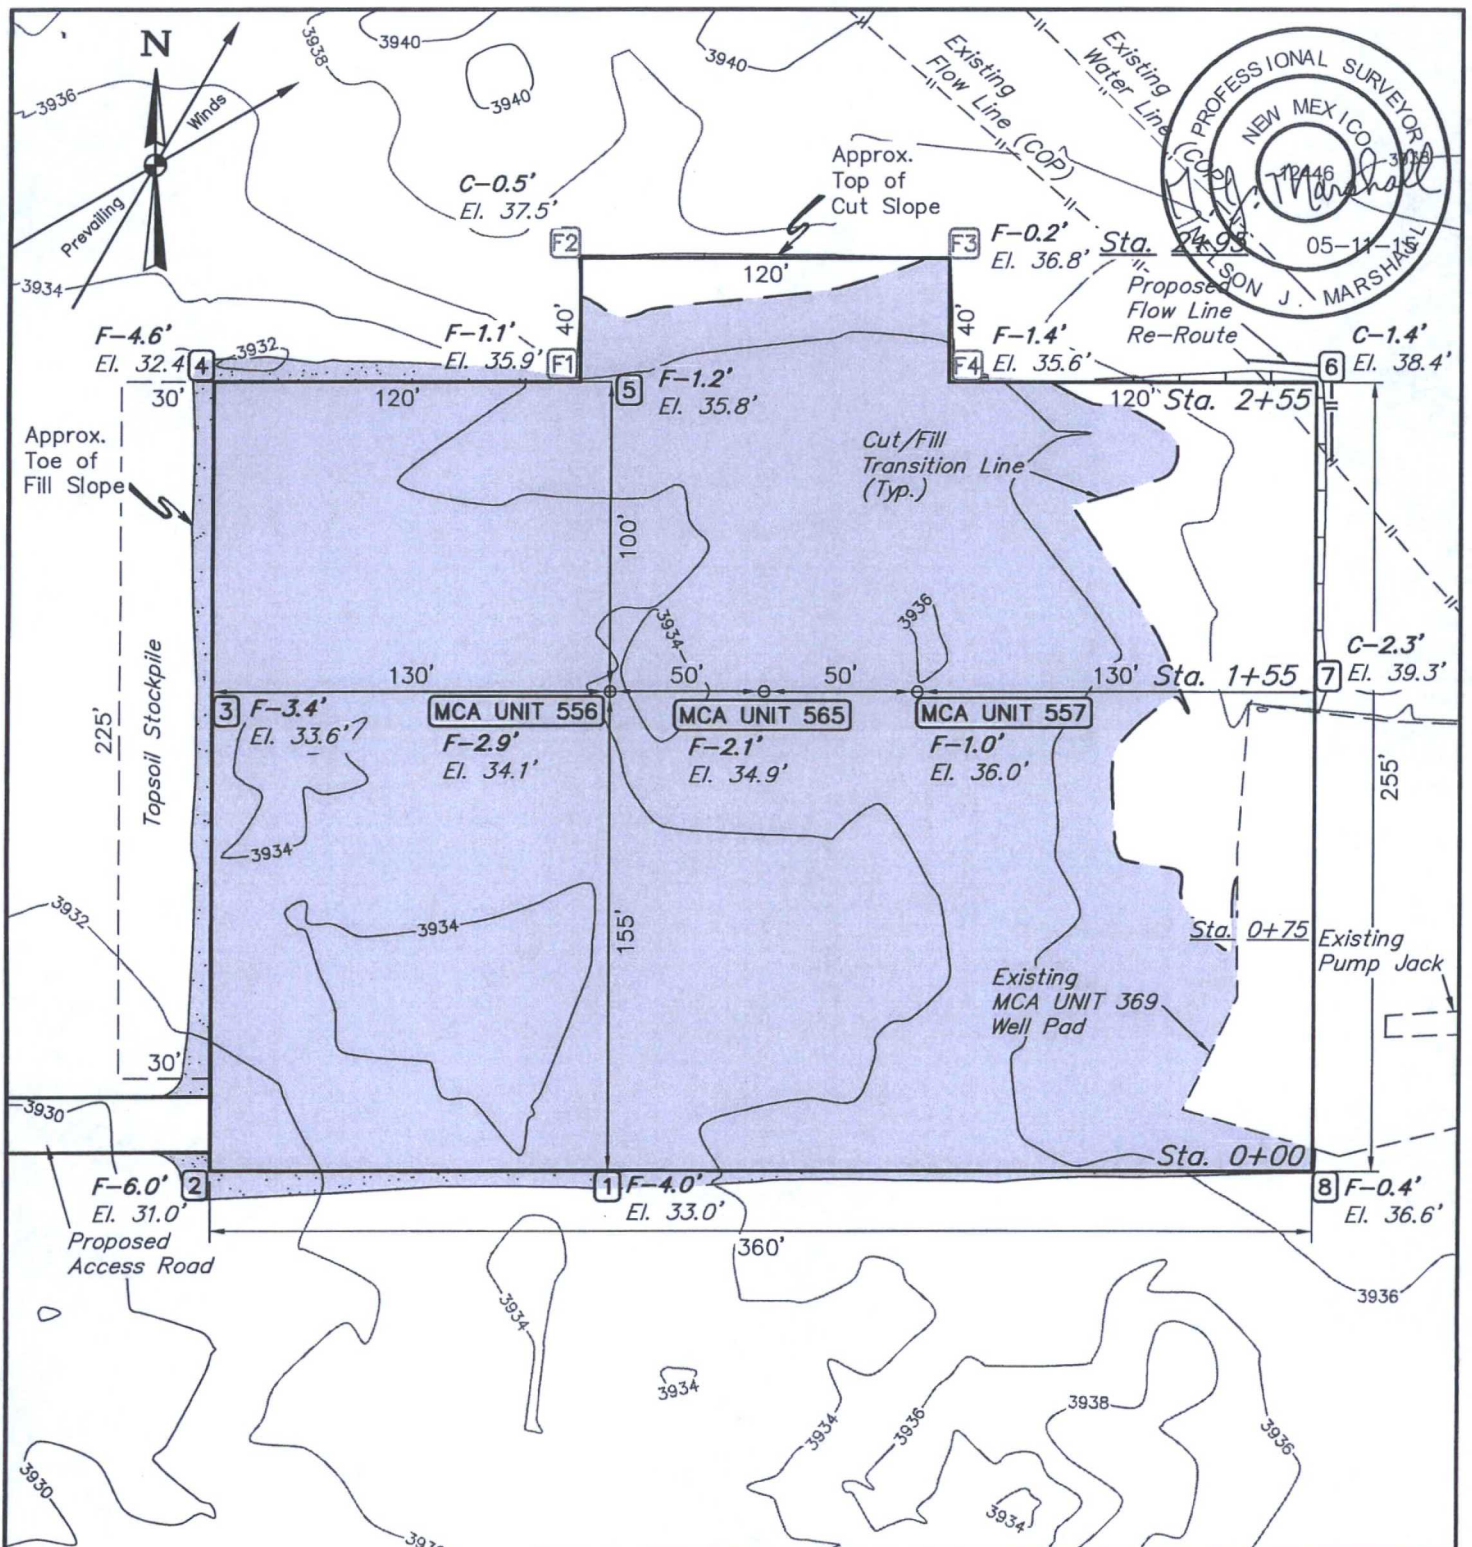 N
Prevailing
Winds
3936
3938
3940
3940
3940
3934
3938
Existing
Flow Line (COP)
Existing
Water Line (COP)
PROFESSIONAL SURVEYOR
NEW MEXICO
12446
05-11-15
NELSON J. MARSHALL
C-0.5'
El. 37.5'
Approx.
Top of
Cut Slope
F2
F3
F-0.2'
El. 36.8'
Sta. 2+95
120'
40'
40'
Proposed
Flow Line
Re-Route
F-4.6'
El. 32.4
4
3932
F-1.1'
El. 35.9'
F1
F-1.4'
El. 35.6'
F4
C-1.4'
El. 38.4'
6
30'
120'
5
F-1.2'
El. 35.8'
120'
Sta. 2+55
Approx.
Toe of
Fill Slope
Cut/Fill
Transition Line
(Typ.)
100'
3934
3936
Topsoil Stockpile
225'
130'
50'
50'
130'
Sta. 1+55
7
C-2.3'
El. 39.3'
3
F-3.4'
El. 33.6'
MCA UNIT 556
F-2.9'
El. 34.1'
MCA UNIT 565
F-2.1'
El. 34.9'
MCA UNIT 557
F-1.0'
El. 36.0'
255'
3934
3932
3934
155'
Sta. 0+75
Existing
Pump Jack
Existing
MCA UNIT 369
Well Pad
30'
3930
Sta. 0+00
2
F-6.0'
El. 31.0'
1
F-4.0'
El. 33.0'
8
F-0.4'
El. 36.6'
Proposed
Access Road
360'
3936
3934
3934
3934
3936
3938
3936
3930
3934